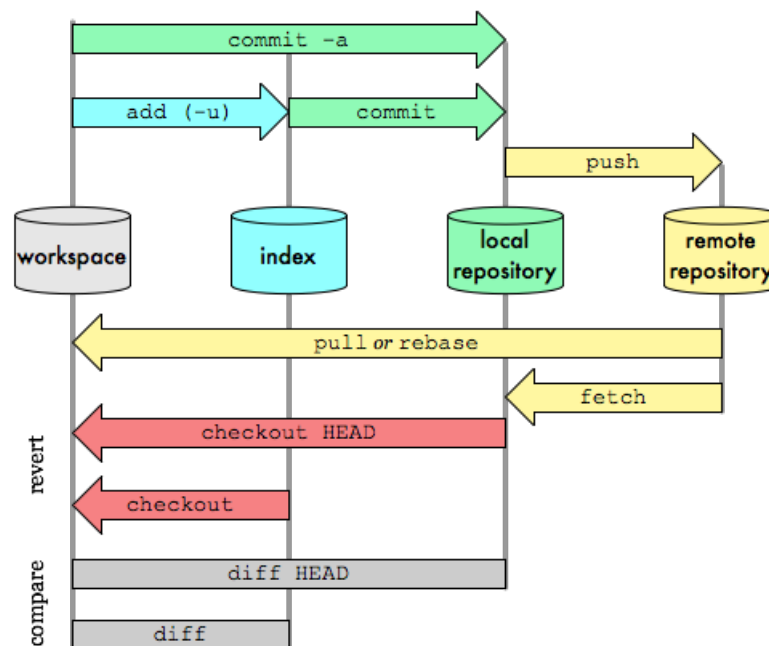 commit -a
add (-u)
commit
push
workspace
index
local
repository
remote
repository
pull or rebase
fetch
revert
checkout HEAD
checkout
compare
diff HEAD
diff